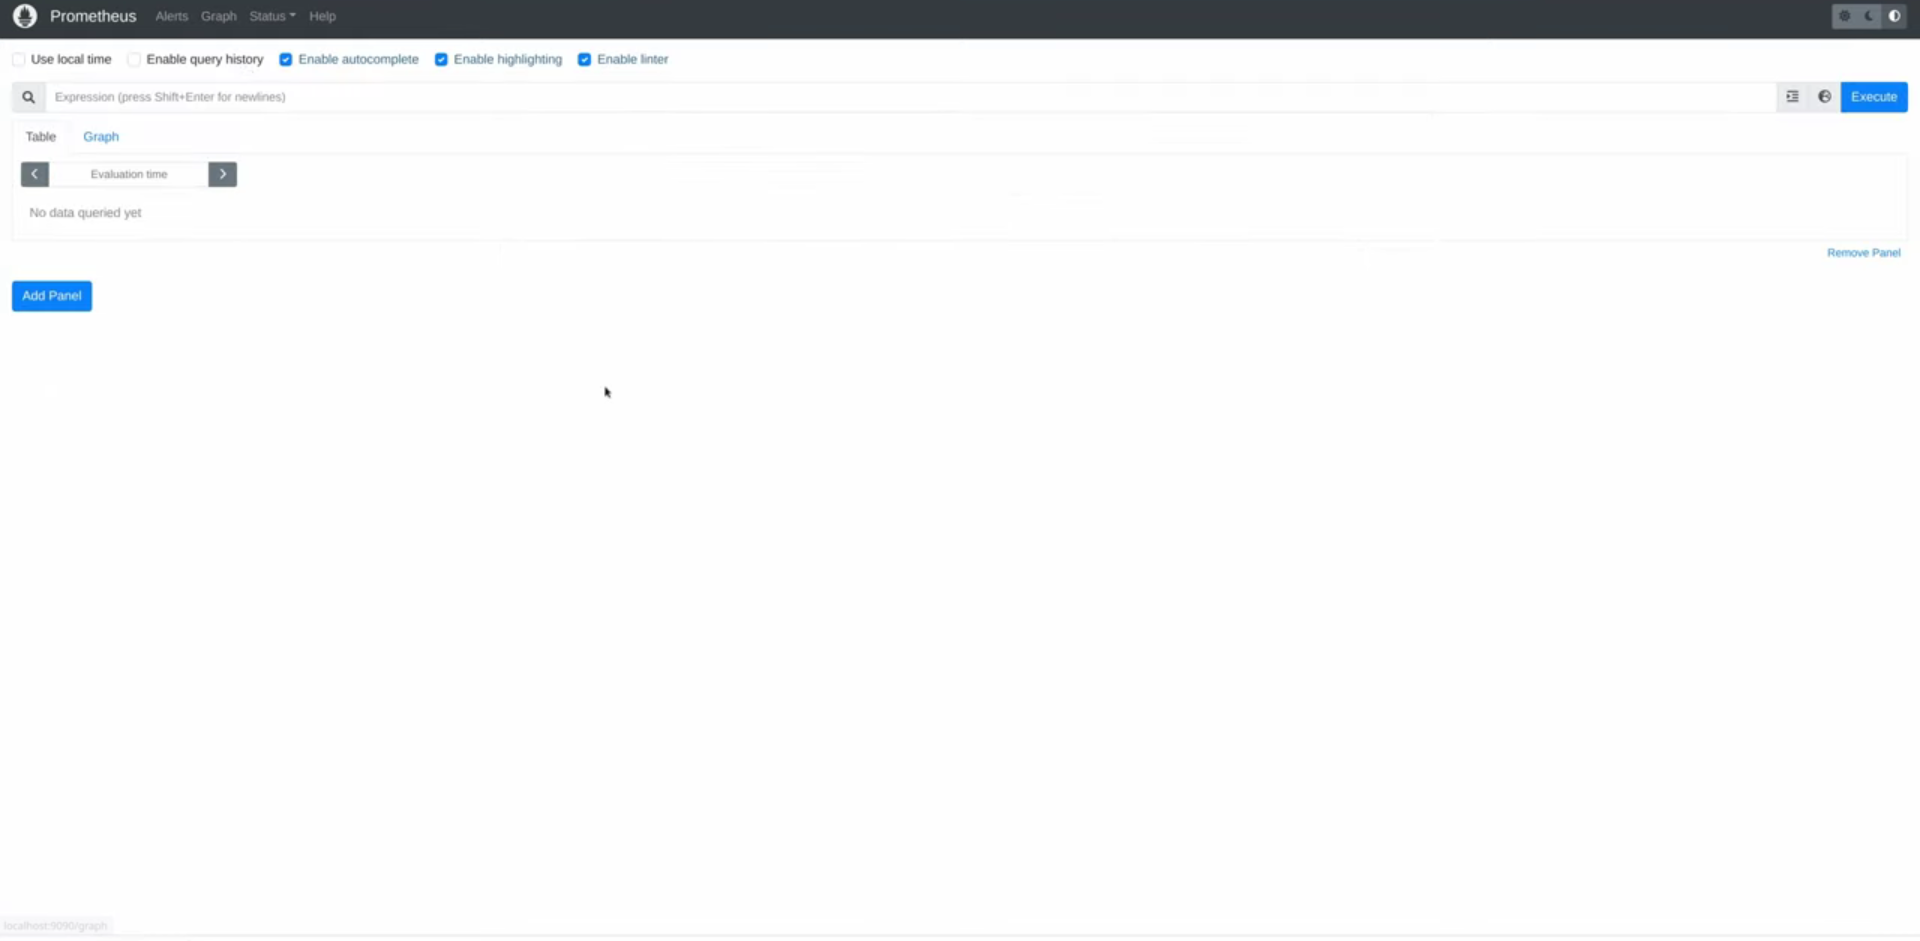 Prometheus Alerts Graph Status Help
Use local time Enable query history Enable autocomplete Enable highlighting Enable linter
Expression (press Shift+Enter for newlines) Execute
Table Graph
Evaluation time
No data queried yet
Remove Panel
Add Panel
localhost:9090/graph